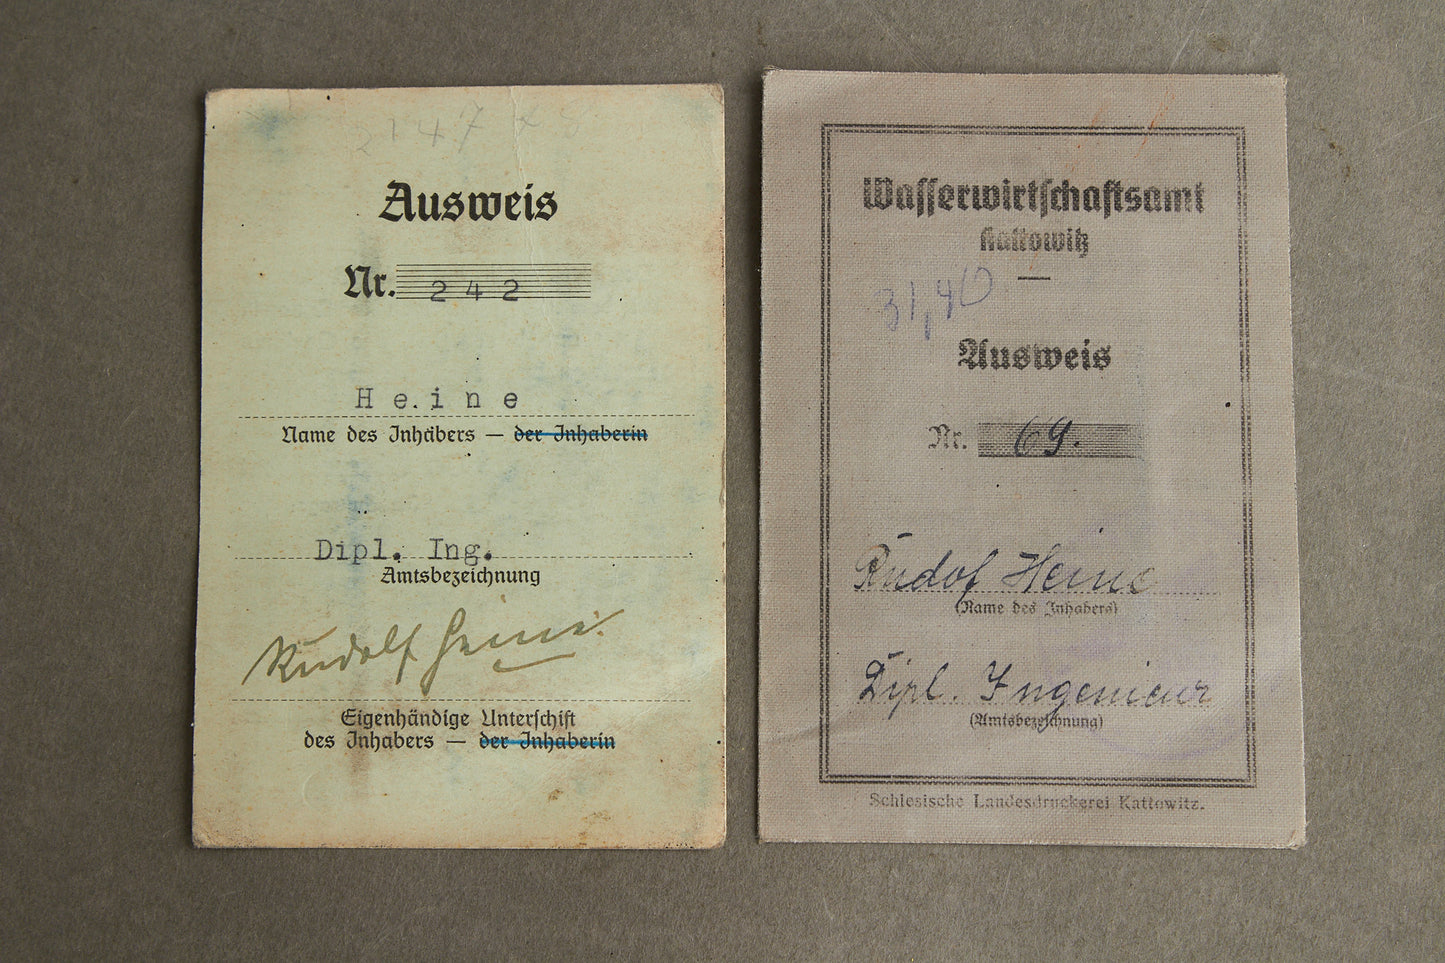 Ausweis
Nr. 242
Heine
Name des Inhabers — der Inhaberin
Dipl. Ing.
Amtsbezeichnung
Rudolf Heine
Eigenhändige Unterschift
des Inhabers — der Inhaberin
Wasserwirtschaftsamt
Kattowitz
31,40
Ausweis
Nr. 69.
Rudof Heine
(Name des Inhabers)
Dipl. Ingenieur
(Amtsbezeichnung)
Schlesische Landesdruckerei Kattowitz.